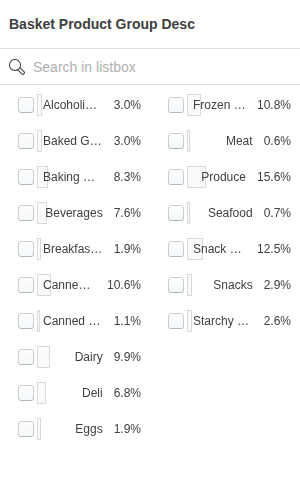 Basket Product Group Desc
Search in listbox
Alcoholi... 3.0%
Baked G... 3.0%
Baking ... 8.3%
Beverages 7.6%
Breakfas... 1.9%
Canne... 10.6%
Canned ... 1.1%
Dairy 9.9%
Deli 6.8%
Eggs 1.9%
Frozen ... 10.8%
Meat 0.6%
Produce 15.6%
Seafood 0.7%
Snack ... 12.5%
Snacks 2.9%
Starchy ... 2.6%